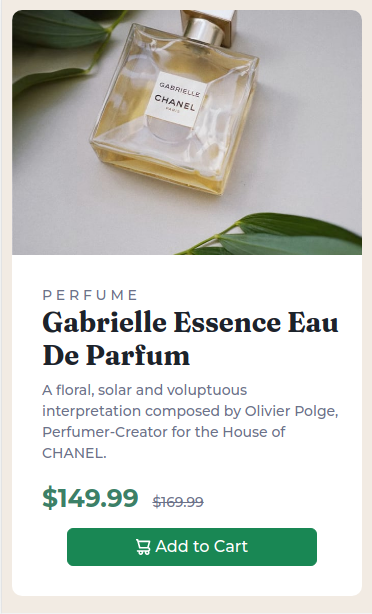 GABRIELLE
CHANEL
PARIS
PERFUME
Gabrielle Essence Eau
De Parfum
A floral, solar and voluptuous
interpretation composed by Olivier Polge,
Perfumer-Creator for the House of
CHANEL.
$149.99 $169.99
Add to Cart